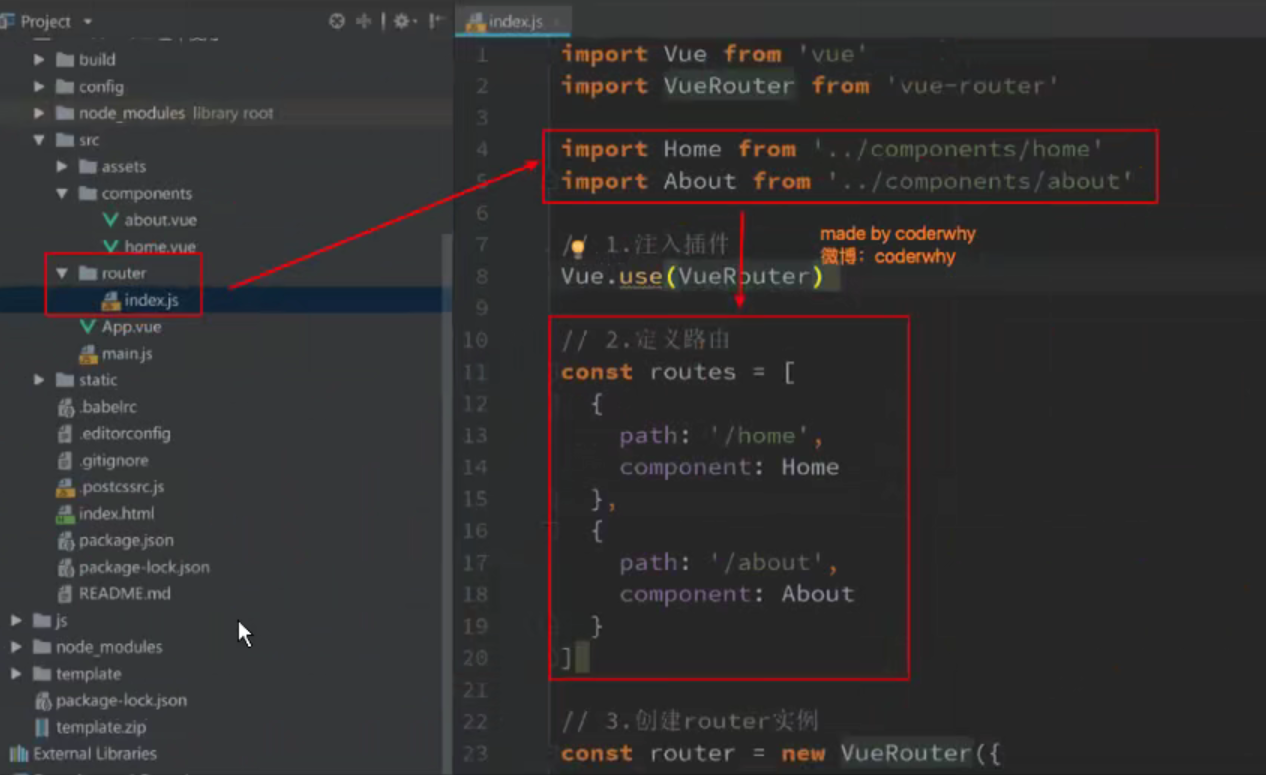 Project
build
config
node_modules library root
src
assets
components
about.vue
home.vue
router
index.js
App.vue
main.js
static
.babelrc
.editorconfig
.gitignore
.postcssrc.js
index.html
package.json
package-lock.json
README.md
js
node_modules
template
package-lock.json
template.zip
External Libraries
index.js
1 import Vue from 'vue'
2 import VueRouter from 'vue-router'
3
4 import Home from '../components/home'
5 import About from '../components/about'
6
7 // 1.注入插件
8 Vue.use(VueRouter)
9
10 // 2.定义路由
11 const routes = [
12 {
13 path: '/home',
14 component: Home
15 },
16 {
17 path: '/about',
18 component: About
19 }
20 ]
21
22 // 3.创建router实例
23 const router = new VueRouter({
made by coderwhy
微博：coderwhy